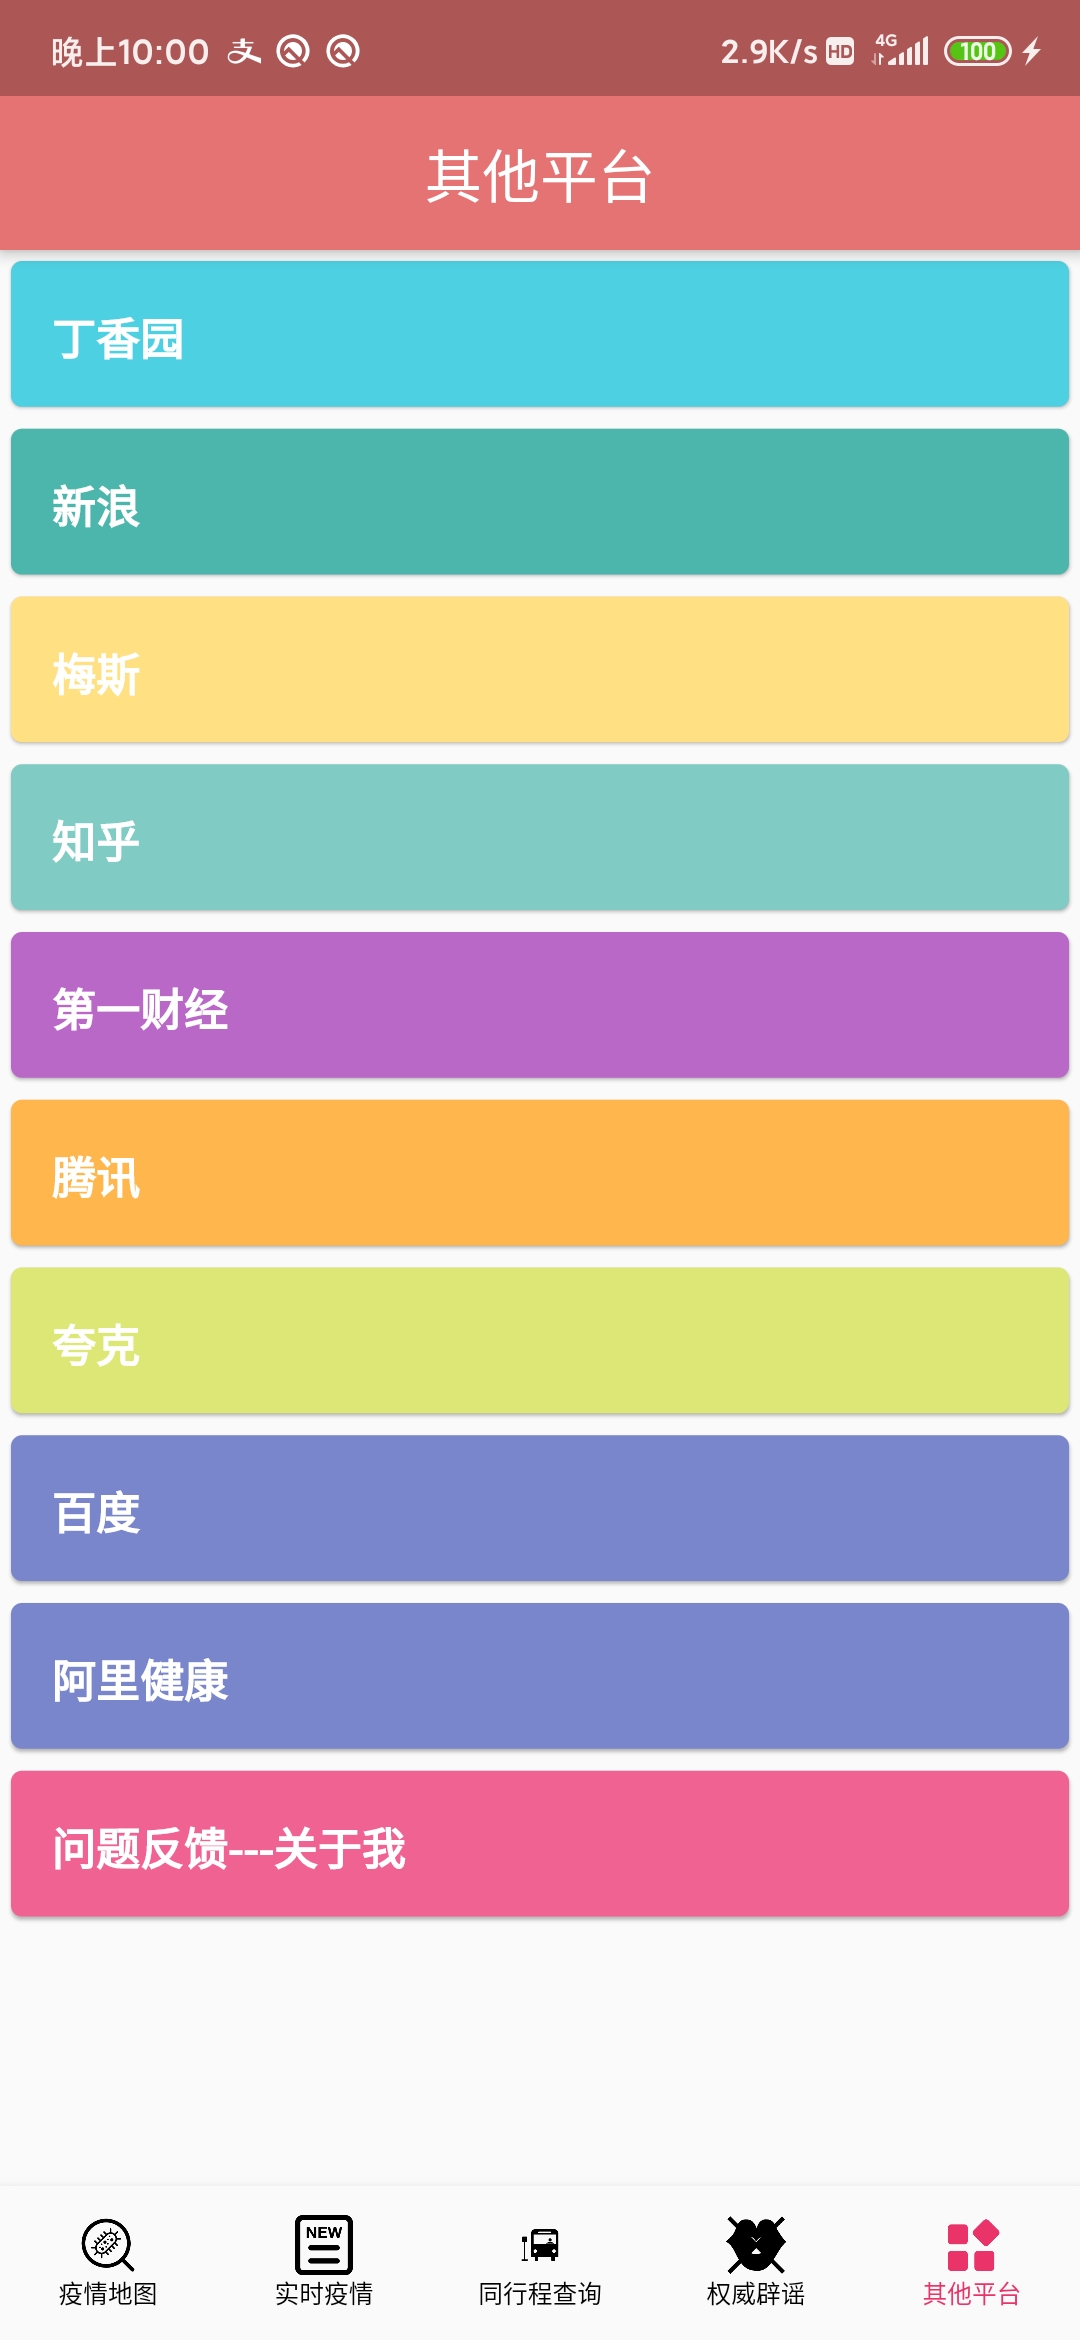 晚上10:00 支 2.9K/s HD 4G 100
其他平台
丁香园
新浪
梅斯
知乎
第一财经
腾讯
夸克
百度
阿里健康
问题反馈---关于我
NEW
疫情地图 实时疫情 同行程查询 权威辟谣 其他平台